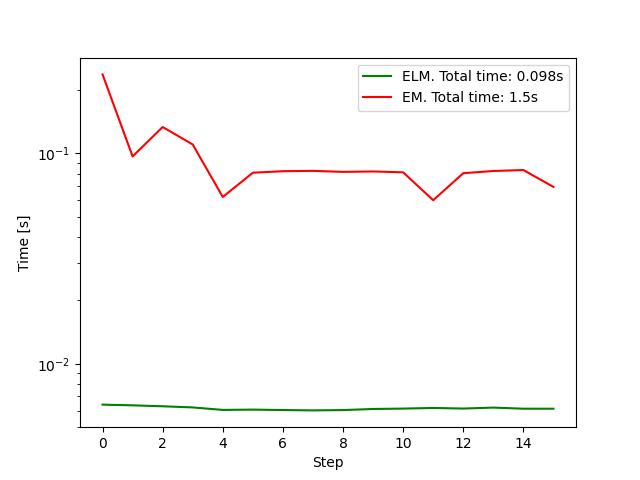 ELM. Total time: 0.098s
EM. Total time: 1.5s
10⁻¹
10⁻²
Time [s]
0 2 4 6 8 10 12 14
Step